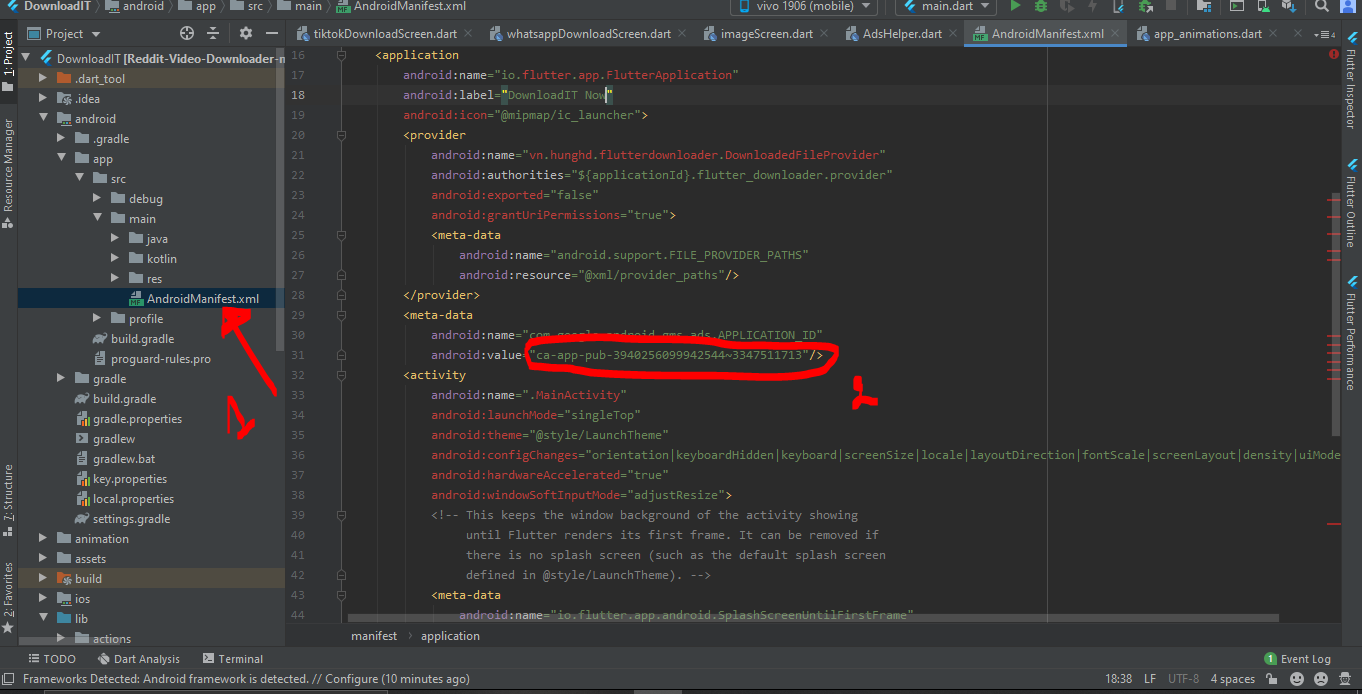 DownloadIT android app src main AndroidManifest.xml vivo 1906 (mobile) main.dart
Project tiktokDownloadScreen.dart whatsappDownloadScreen.dart imageScreen.dart AdsHelper.dart AndroidManifest.xml app_animations.dart 4
1: Project
Resource Manager
7: Structure
2: Favorites
DownloadIT [Reddit-Video-Downloader-
.dart_tool
.idea
android
.gradle
app
src
debug
main
java
kotlin
res
AndroidManifest.xml
profile
build.gradle
proguard-rules.pro
gradle
build.gradle
gradle.properties
gradlew
gradlew.bat
key.properties
local.properties
settings.gradle
animation
assets
build
ios
lib
actions
16 <application
17 android:name="io.flutter.app.FlutterApplication"
18 android:label="DownloadIT Now"
19 android:icon="@mipmap/ic_launcher">
20 <provider
21 android:name="vn.hunghd.flutterdownloader.DownloadedFileProvider"
22 android:authorities="${applicationId}.flutter_downloader.provider"
23 android:exported="false"
24 android:grantUriPermissions="true">
25 <meta-data
26 android:name="android.support.FILE_PROVIDER_PATHS"
27 android:resource="@xml/provider_paths"/>
28 </provider>
29 <meta-data
30 android:name="com.google.android.gms.ads.APPLICATION_ID"
31 android:value="ca-app-pub-3940256099942544~3347511713"/>
32 <activity
33 android:name=".MainActivity"
34 android:launchMode="singleTop"
35 android:theme="@style/LaunchTheme"
36 android:configChanges="orientation|keyboardHidden|keyboard|screenSize|locale|layoutDirection|fontScale|screenLayout|density|uiMode
37 android:hardwareAccelerated="true"
38 android:windowSoftInputMode="adjustResize">
39 <!-- This keeps the window background of the activity showing
40 until Flutter renders its first frame. It can be removed if
41 there is no splash screen (such as the default splash screen
42 defined in @style/LaunchTheme). -->
43 <meta-data
44 android:name="io.flutter.app.android.SplashScreenUntilFirstFrame"
manifest application
Flutter Inspector
Flutter Outline
Flutter Performance
TODO Dart Analysis Terminal 1 Event Log
Frameworks Detected: Android framework is detected. // Configure (10 minutes ago) 18:38 LF UTF-8 4 spaces